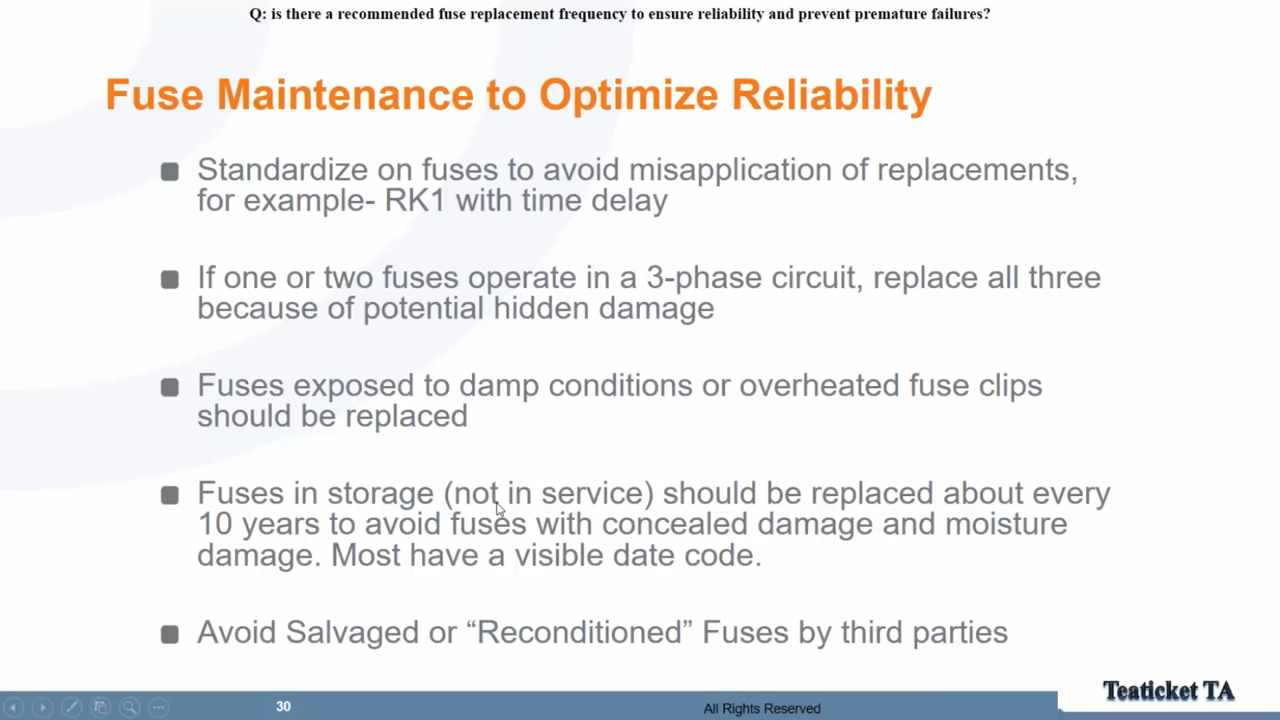 Q: is there a recommended fuse replacement frequency to ensure reliability and prevent premature failures?
Fuse Maintenance to Optimize Reliability
Standardize on fuses to avoid misapplication of replacements,
for example- RK1 with time delay
If one or two fuses operate in a 3-phase circuit, replace all three
because of potential hidden damage
Fuses exposed to damp conditions or overheated fuse clips
should be replaced
Fuses in storage (not in service) should be replaced about every
10 years to avoid fuses with concealed damage and moisture
damage. Most have a visible date code.
Avoid Salvaged or “Reconditioned” Fuses by third parties
Teaticket TA
30
All Rights Reserved